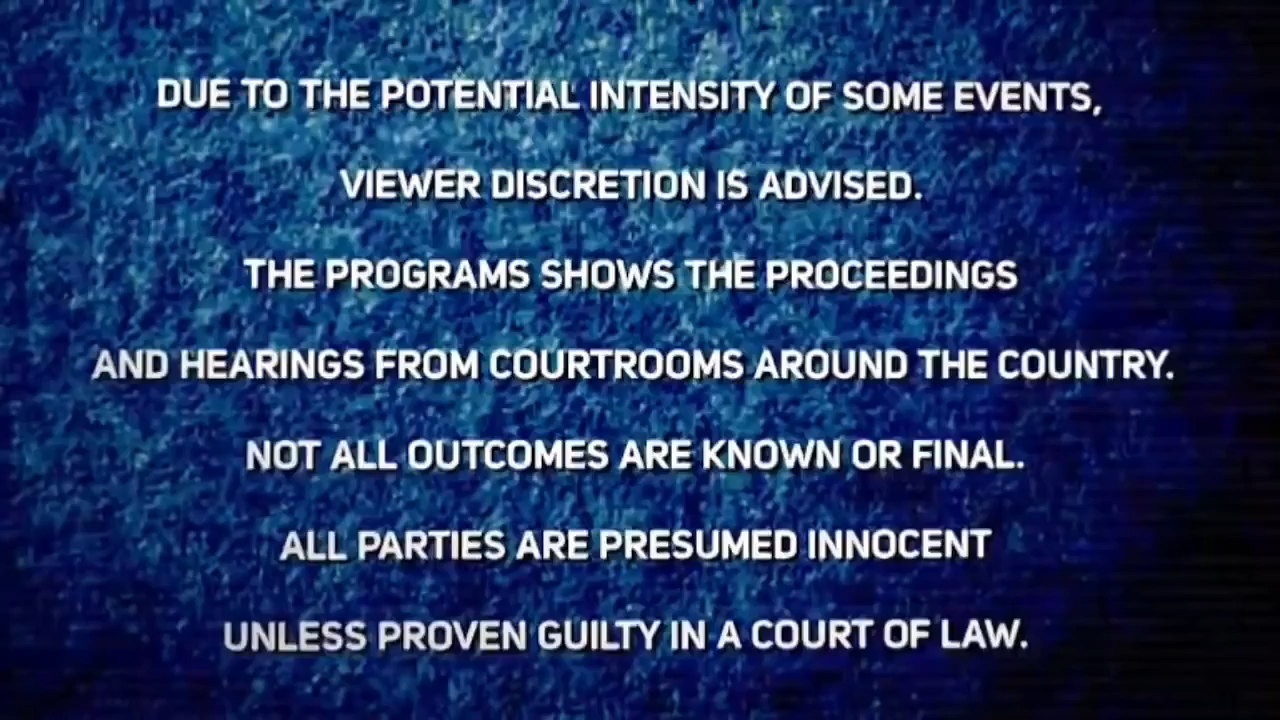 DUE TO THE POTENTIAL INTENSITY OF SOME EVENTS,
VIEWER DISCRETION IS ADVISED.
THE PROGRAMS SHOWS THE PROCEEDINGS
AND HEARINGS FROM COURTROOMS AROUND THE COUNTRY.
NOT ALL OUTCOMES ARE KNOWN OR FINAL.
ALL PARTIES ARE PRESUMED INNOCENT
UNLESS PROVEN GUILTY IN A COURT OF LAW.